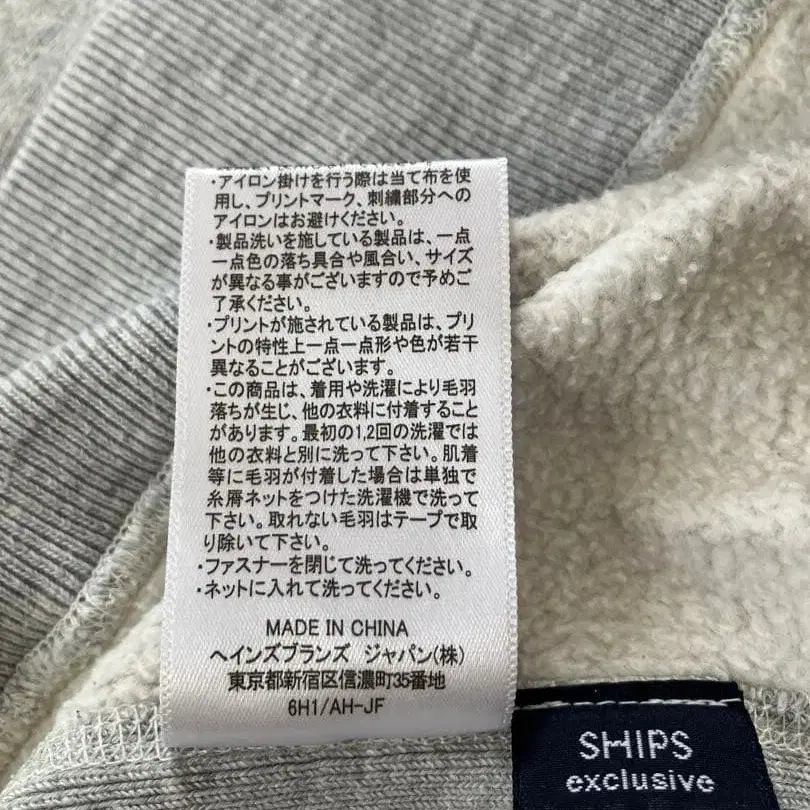 ・アイロン掛けを行う際は当て布を使
用し、プリントマーク、刺繍部分への
アイロンはお避けください。
・製品洗いを施している製品は、一点
一点色の落ち具合や風合い、サイズ
が異なる事がございますので予めご
了承ください。
・プリントが施されている製品は、プリ
ントの特性上一点一点形や色が若干
異なることがございます。
・この商品は、着用や洗濯により毛羽
落ちが生じ、他の衣料に付着すること
があります。最初の1,2回の洗濯では
他の衣料と別に洗って下さい。肌着
等に毛羽が付着した場合は単独で
糸屑ネットをつけた洗濯機で洗って
下さい。取れない毛羽はテープで取
り除いて下さい。
・ファスナーを閉じて洗ってください。
・ネットに入れて洗ってください。
MADE IN CHINA
ヘインズブランズ ジャパン(株)
東京都新宿区信濃町35番地
6H1/AH-JF
SHIPS
exclusive